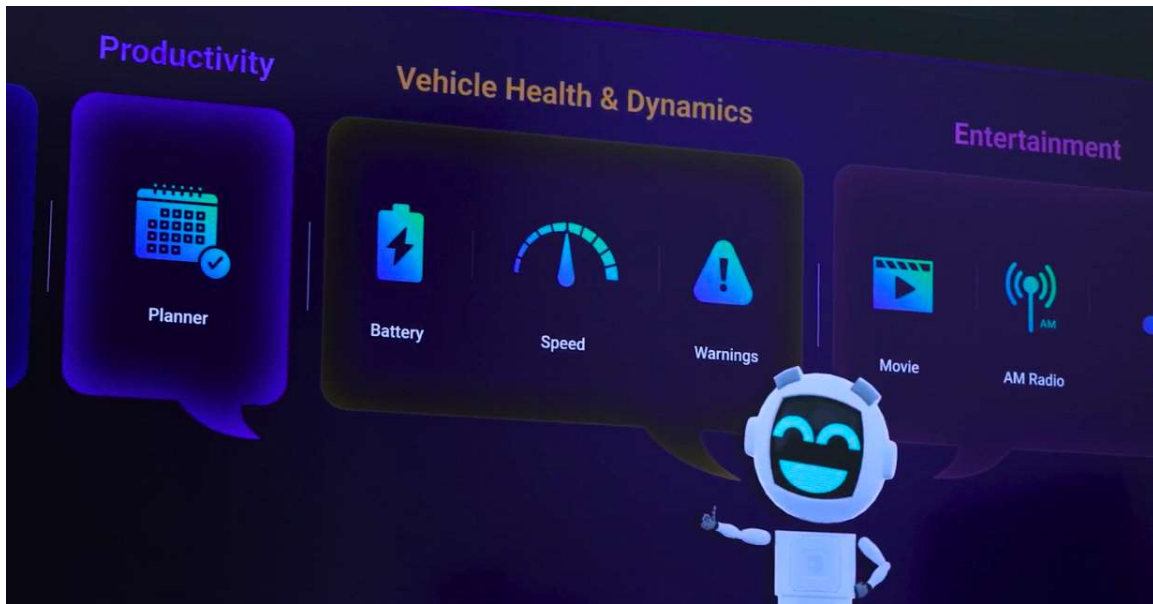 Productivity
Vehicle Health & Dynamics
Entertainment
Planner
Battery
Speed
Warnings
Movie
AM
AM Radio